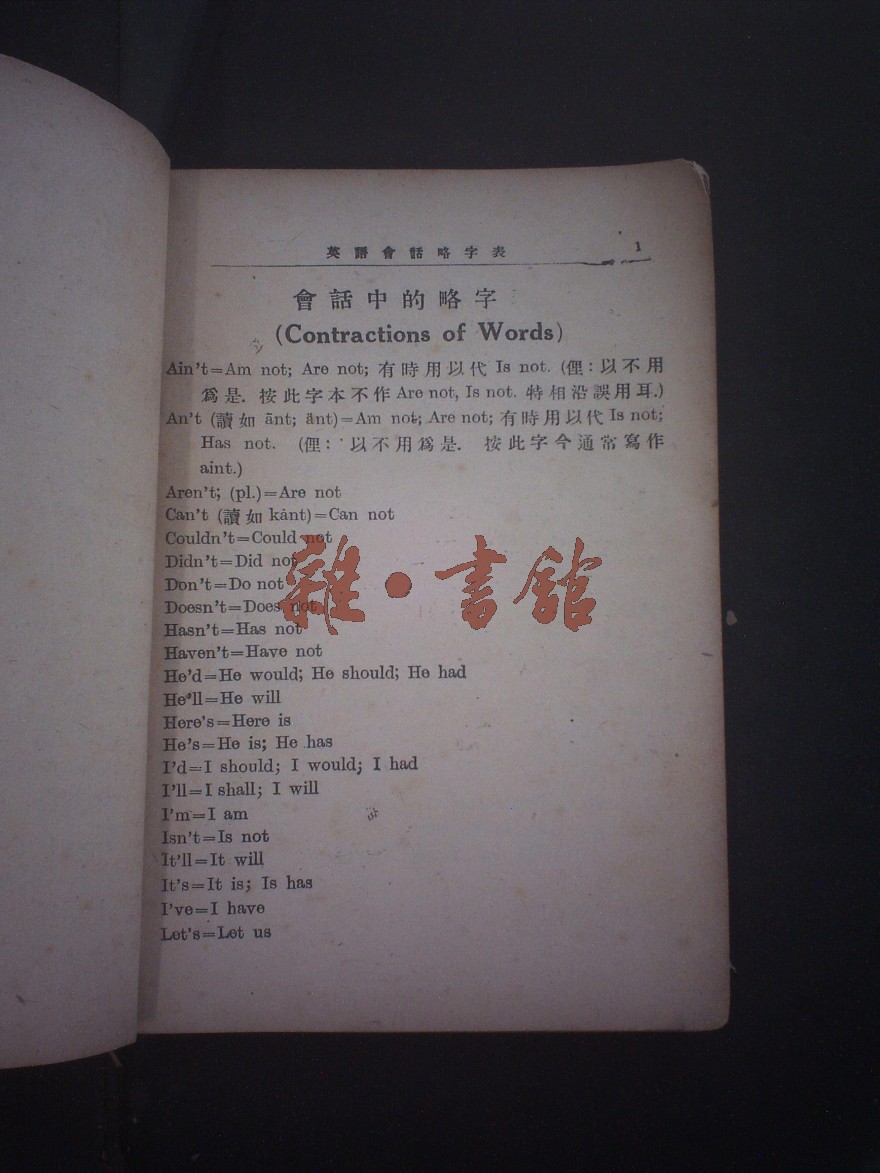 英語會話略字表 1
會話中的略字
(Contractions of Words)
Ain't=Am not; Are not; 有時用以代 Is not. (俚：以不用
爲是. 按此字本不作 Are not, Is not. 特相沿誤用耳.)
An't (讀如 ānt; änt)=Am not; Are not; 有時用以代 Is not;
Has not. (俚： 以不用爲是. 按此字今通常寫作
aint.)
Aren't; (pl.)=Are not
Can't (讀如 kânt)=Can not
Couldn't=Could not
Didn't=Did not
Don't=Do not
Doesn't=Does not
Hasn't=Has not
Haven't=Have not
He'd=He would; He should; He had
He'll=He will
Here's=Here is
He's=He is; He has
I'd=I should; I would; I had
I'll=I shall; I will
I'm=I am
Isn't=Is not
It'll=It will
It's=It is; Is has
I've=I have
Let's=Let us
雜·書館